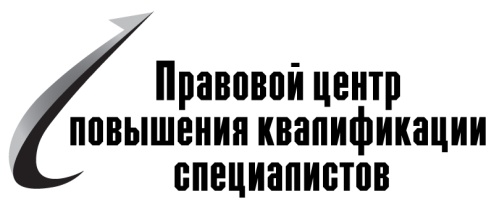 Правовой центр
повышения квалификации
специалистов